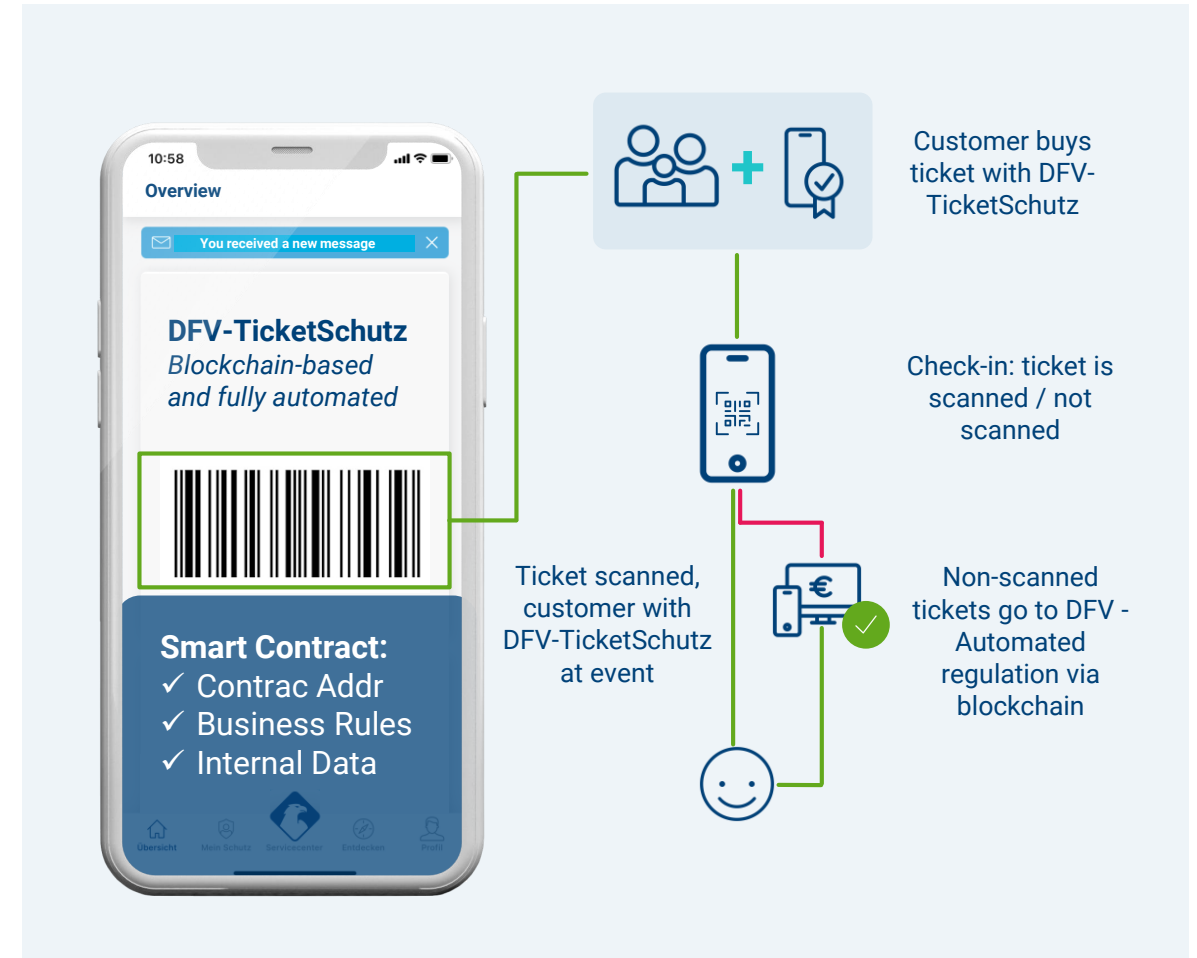 10:58
Overview
You received a new message
DFV-TicketSchutz
Blockchain-based
and fully automated
Smart Contract:
✓ Contrac Addr
✓ Business Rules
✓ Internal Data
Übersicht
Mein Schutz
Servicecenter
Entdecken
Profil
Customer buys
ticket with DFV-
TicketSchutz
Check-in: ticket is
scanned / not
scanned
Ticket scanned,
customer with
DFV-TicketSchutz
at event
€
Non-scanned
tickets go to DFV -
Automated
regulation via
blockchain